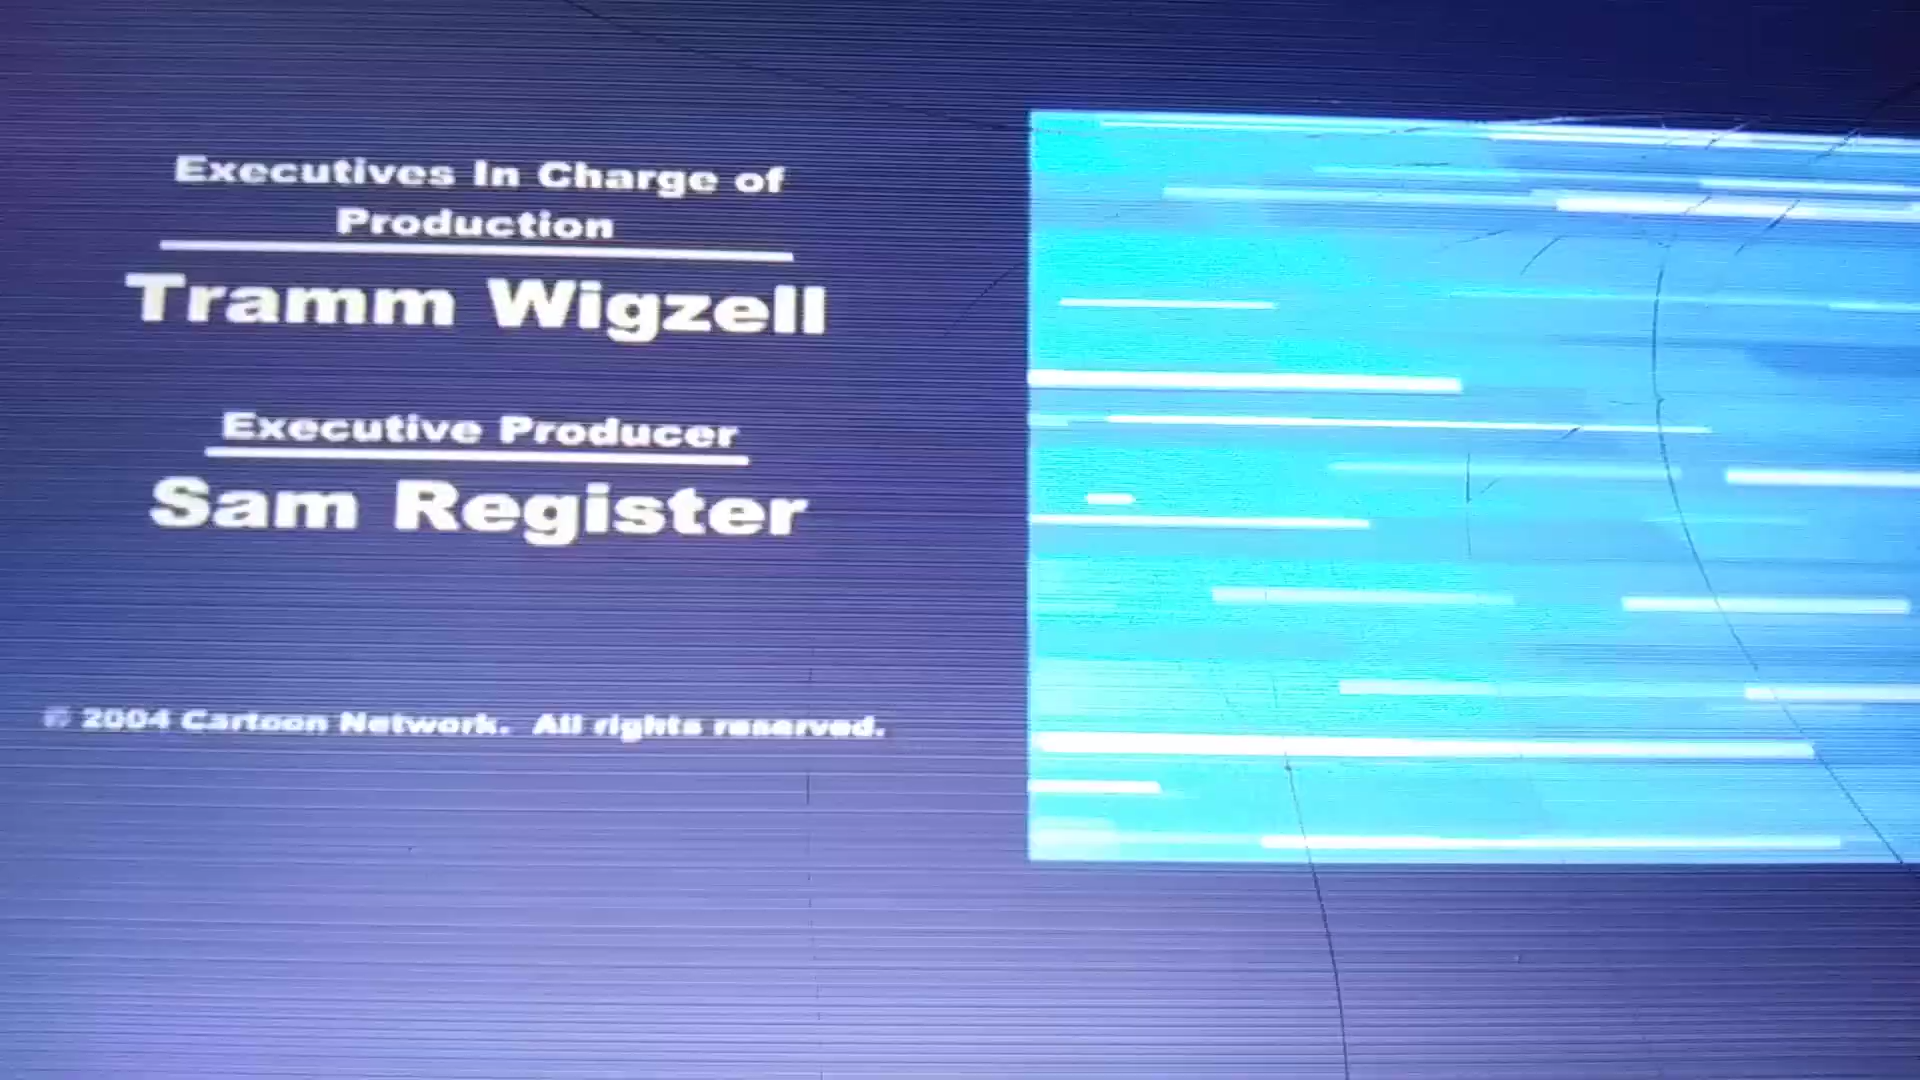 Executives In Charge of
Production
Tramm Wigzell
Executive Producer
Sam Register
© 2004 Cartoon Network. All rights reserved.